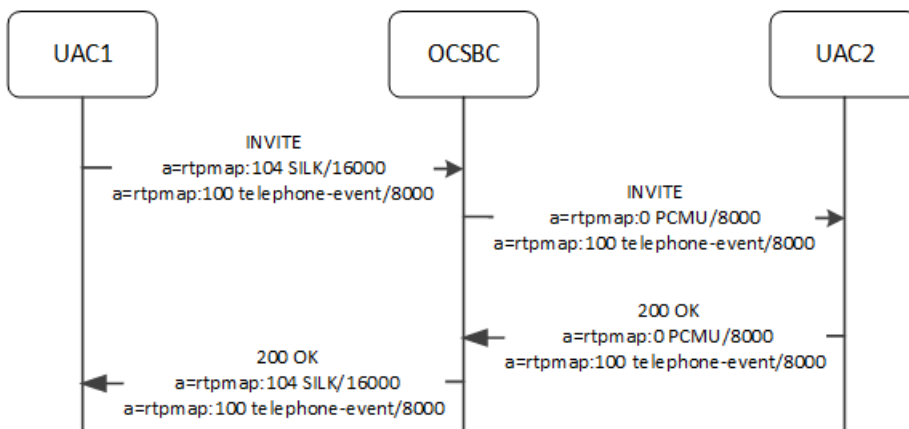 UAC1
OCSBC
UAC2
INVITE
a=rtpmap:104 SILK/16000
a=rtpmap:100 telephone-event/8000
INVITE
a=rtpmap:0 PCMU/8000
a=rtpmap:100 telephone-event/8000
200 OK
a=rtpmap:0 PCMU/8000
a=rtpmap:100 telephone-event/8000
200 OK
a=rtpmap:104 SILK/16000
a=rtpmap:100 telephone-event/8000